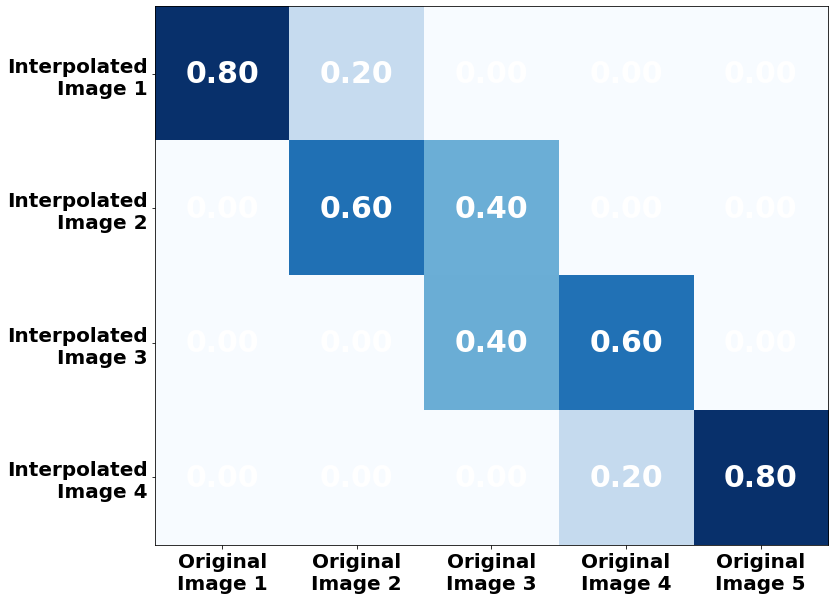 Interpolated
Image 1
0.80 0.20 0.00 0.00 0.00
Interpolated
Image 2
0.00 0.60 0.40 0.00 0.00
Interpolated
Image 3
0.00 0.00 0.40 0.60 0.00
Interpolated
Image 4
0.00 0.00 0.00 0.20 0.80
Original Original Original Original Original
Image 1 Image 2 Image 3 Image 4 Image 5